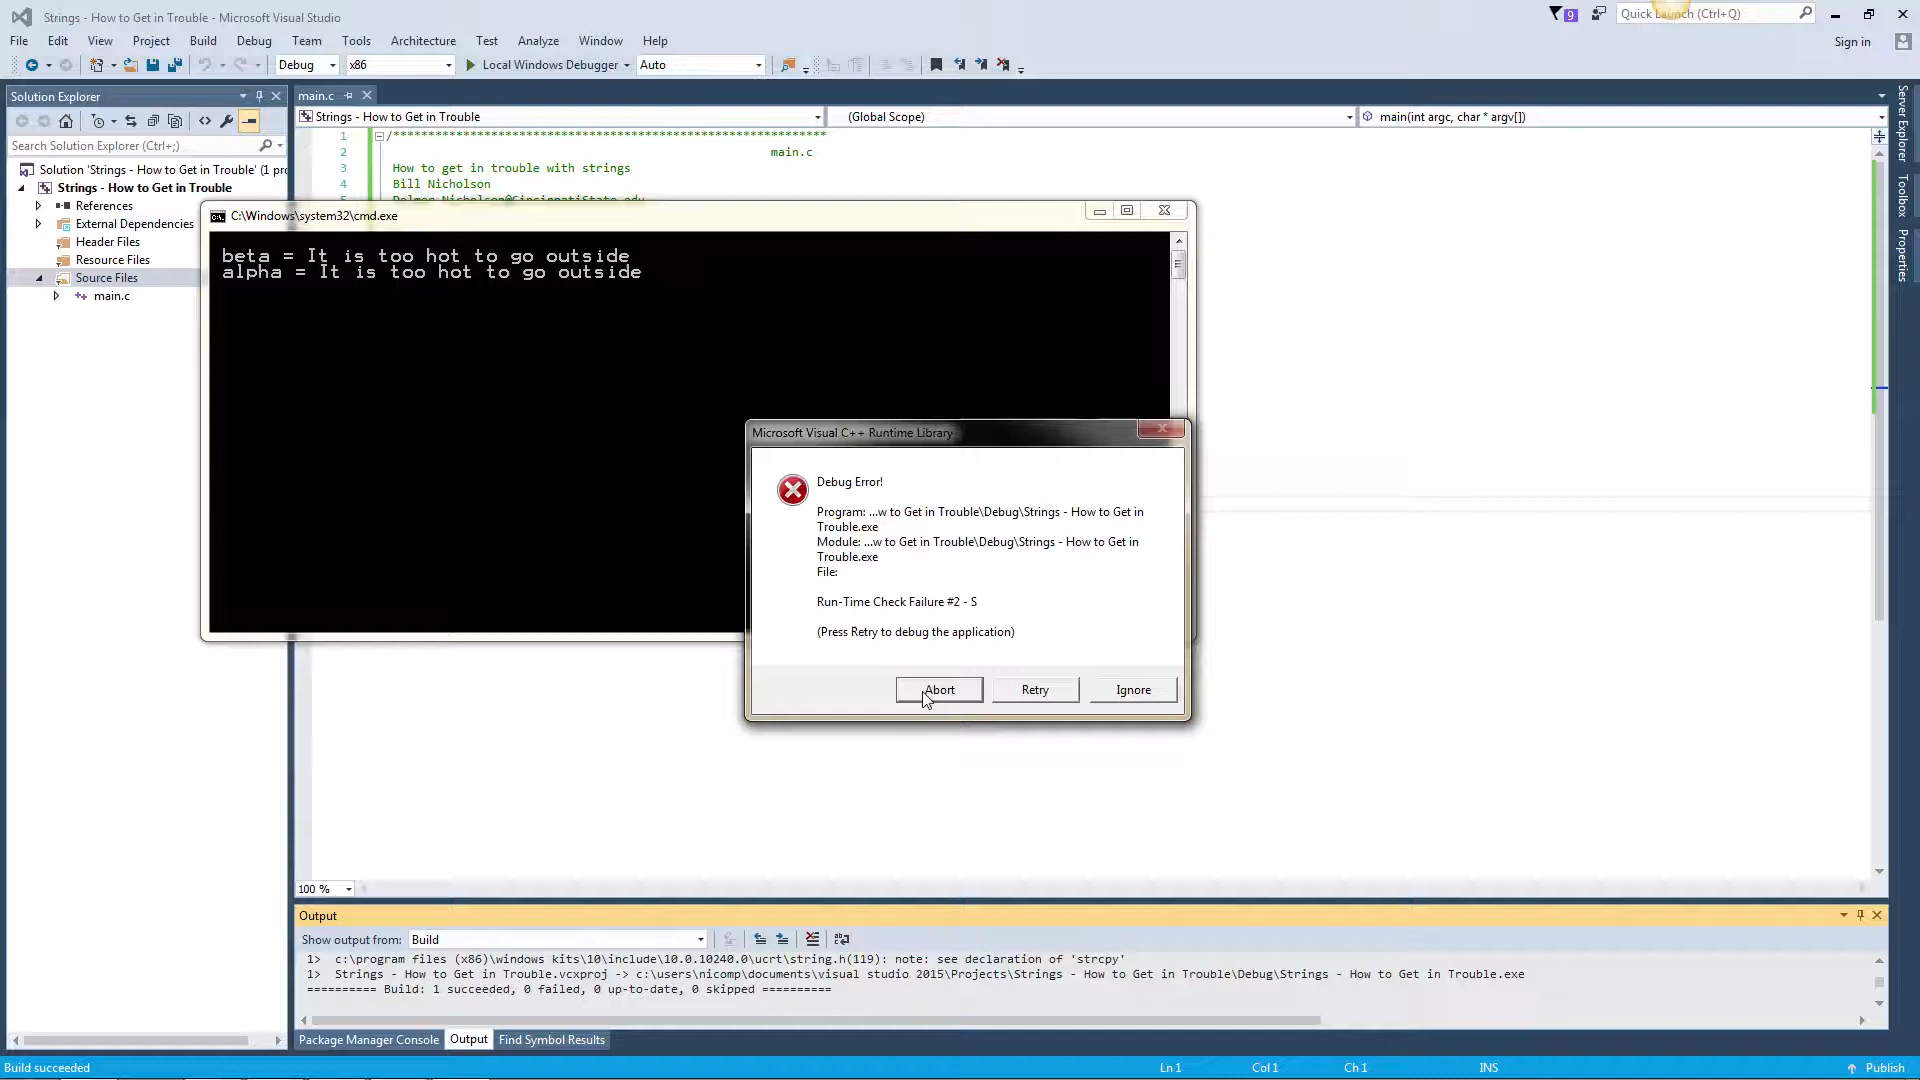 Strings - How to Get in Trouble - Microsoft Visual Studio
9
Quick Launch (Ctrl+Q)
File Edit View Project Build Debug Team Tools Architecture Test Analyze Window Help
Sign in
Debug x86 Local Windows Debugger Auto
Solution Explorer
main.c
Strings - How to Get in Trouble (Global Scope) main(int argc, char * argv[])
Search Solution Explorer (Ctrl+;)
Solution 'Strings - How to Get in Trouble' (1 pro
Strings - How to Get in Trouble
References
External Dependencies
Header Files
Resource Files
Source Files
main.c
1 /**************************************************************
2 main.c
3 How to get in trouble with strings
4 Bill Nicholson
C:\Windows\system32\cmd.exe
beta = It is too hot to go outside
alpha = It is too hot to go outside
Microsoft Visual C++ Runtime Library
Debug Error!
Program: ...w to Get in Trouble\Debug\Strings - How to Get in
Trouble.exe
Module: ...w to Get in Trouble\Debug\Strings - How to Get in
Trouble.exe
File:
Run-Time Check Failure #2 - S
(Press Retry to debug the application)
Abort Retry Ignore
Server Explorer
Toolbox
Properties
100 %
Output
Show output from: Build
1> c:\program files (x86)\windows kits\10\include\10.0.10240.0\ucrt\string.h(119): note: see declaration of 'strcpy'
1> Strings - How to Get in Trouble.vcxproj -> c:\users\nicomp\documents\visual studio 2015\Projects\Strings - How to Get in Trouble\Debug\Strings - How to Get in Trouble.exe
========== Build: 1 succeeded, 0 failed, 0 up-to-date, 0 skipped ==========
Package Manager Console Output Find Symbol Results
Build succeeded Ln 1 Col 1 Ch 1 INS Publish